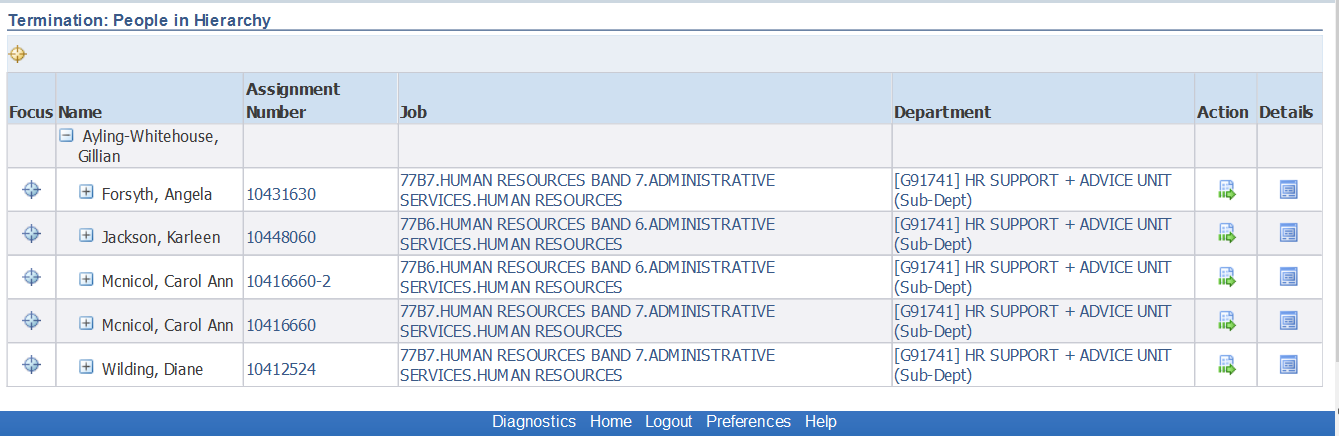 Termination: People in Hierarchy
Focus Name Assignment Number Job Department Action Details
Ayling-Whitehouse, Gillian
Forsyth, Angela 10431630 77B7.HUMAN RESOURCES BAND 7.ADMINISTRATIVE SERVICES.HUMAN RESOURCES [G91741] HR SUPPORT + ADVICE UNIT (Sub-Dept)
Jackson, Karleen 10448060 77B6.HUMAN RESOURCES BAND 6.ADMINISTRATIVE SERVICES.HUMAN RESOURCES [G91741] HR SUPPORT + ADVICE UNIT (Sub-Dept)
Mcnicol, Carol Ann 10416660-2 77B6.HUMAN RESOURCES BAND 6.ADMINISTRATIVE SERVICES.HUMAN RESOURCES [G91741] HR SUPPORT + ADVICE UNIT (Sub-Dept)
Mcnicol, Carol Ann 10416660 77B7.HUMAN RESOURCES BAND 7.ADMINISTRATIVE SERVICES.HUMAN RESOURCES [G91741] HR SUPPORT + ADVICE UNIT (Sub-Dept)
Wilding, Diane 10412524 77B7.HUMAN RESOURCES BAND 7.ADMINISTRATIVE SERVICES.HUMAN RESOURCES [G91741] HR SUPPORT + ADVICE UNIT (Sub-Dept)
Diagnostics Home Logout Preferences Help